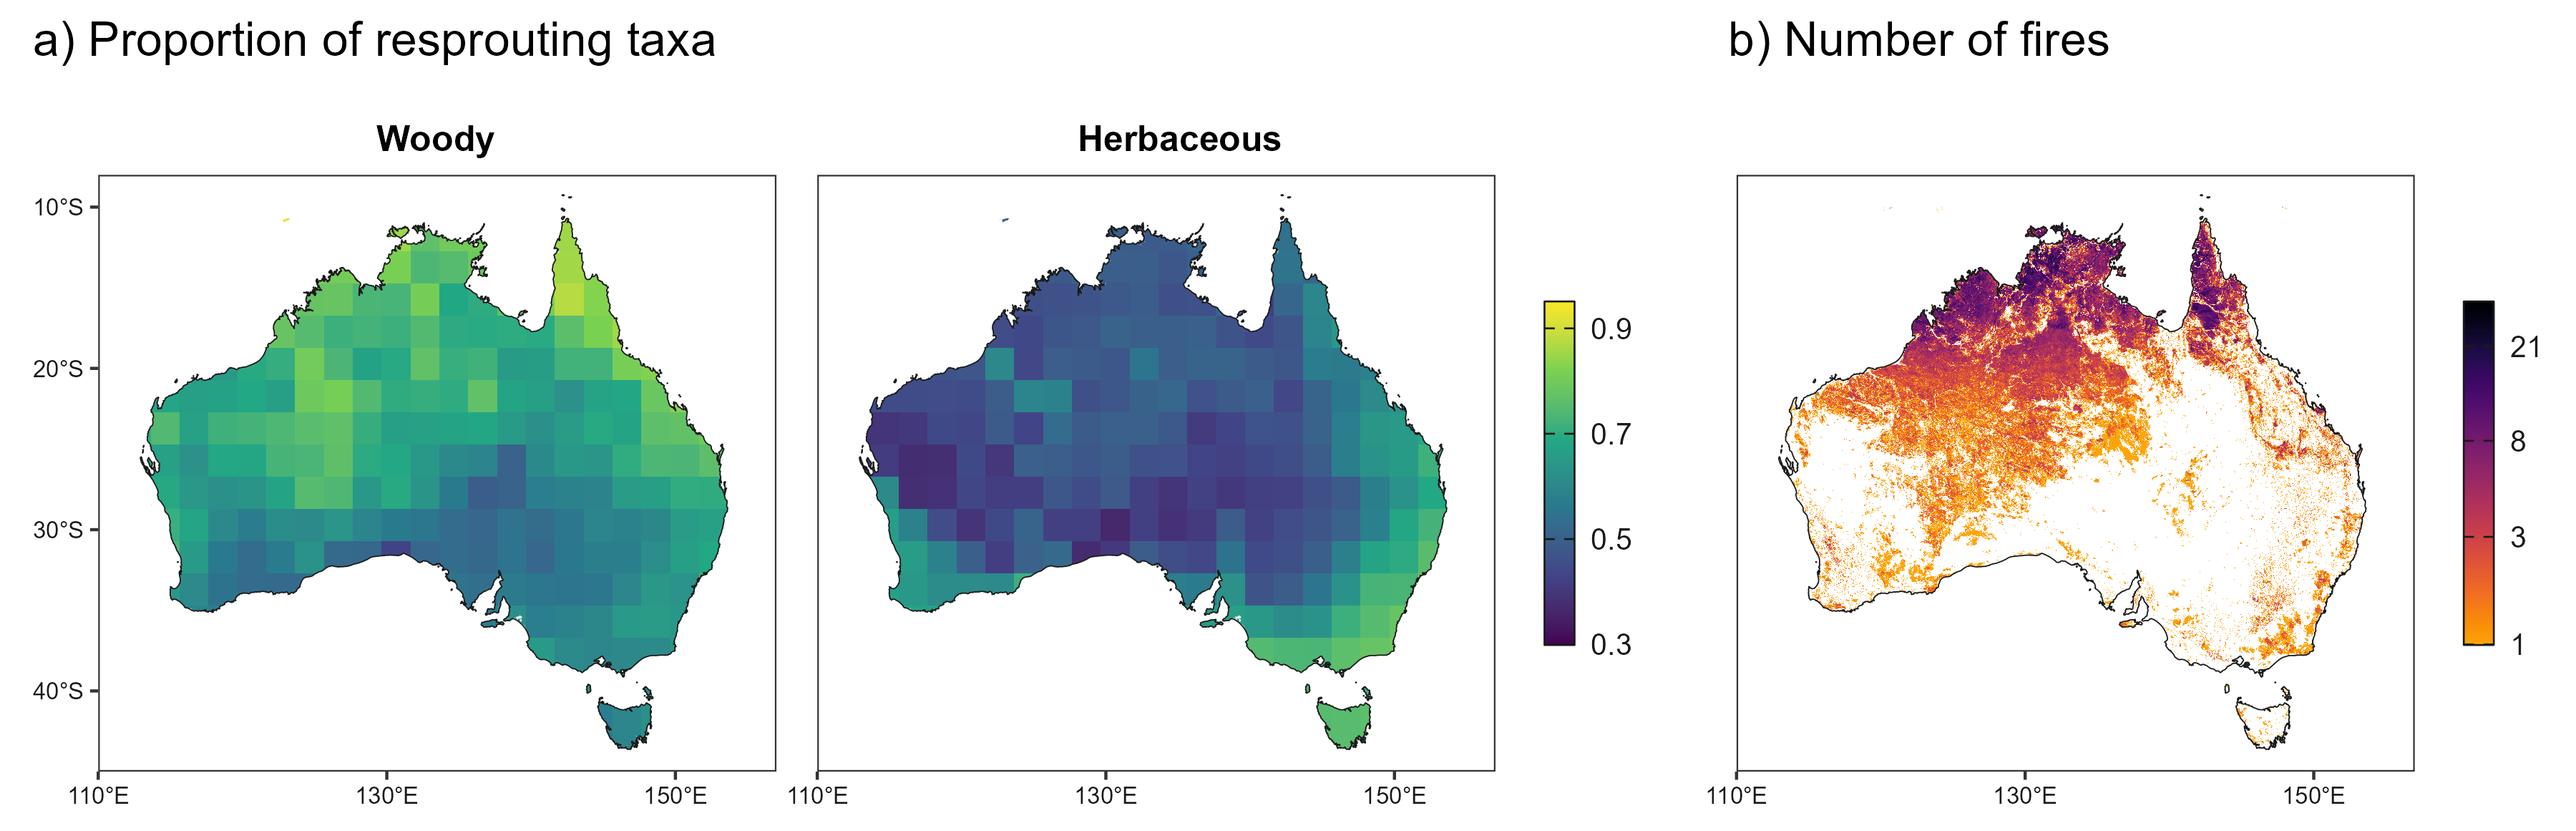 a) Proportion of resprouting taxa
b) Number of fires
Woody
Herbaceous
10°S
20°S
30°S
40°S
110°E
130°E
150°E
110°E
130°E
150°E
0.9
0.7
0.5
0.3
110°E
130°E
150°E
21
8
3
1